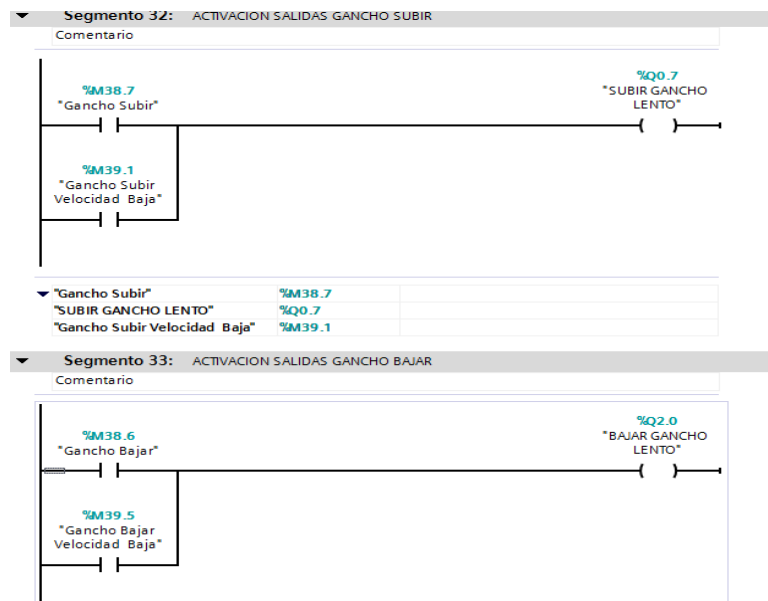 Segmento 32: ACTIVACION SALIDAS GANCHO SUBIR
Comentario
%M38.7
"Gancho Subir"
%Q0.7
"SUBIR GANCHO
LENTO"
%M39.1
"Gancho Subir
Velocidad Baja"
"Gancho Subir" %M38.7
"SUBIR GANCHO LENTO" %Q0.7
"Gancho Subir Velocidad Baja" %M39.1
Segmento 33: ACTIVACION SALIDAS GANCHO BAJAR
Comentario
%M38.6
"Gancho Bajar"
%Q2.0
"BAJAR GANCHO
LENTO"
%M39.5
"Gancho Bajar
Velocidad Baja"